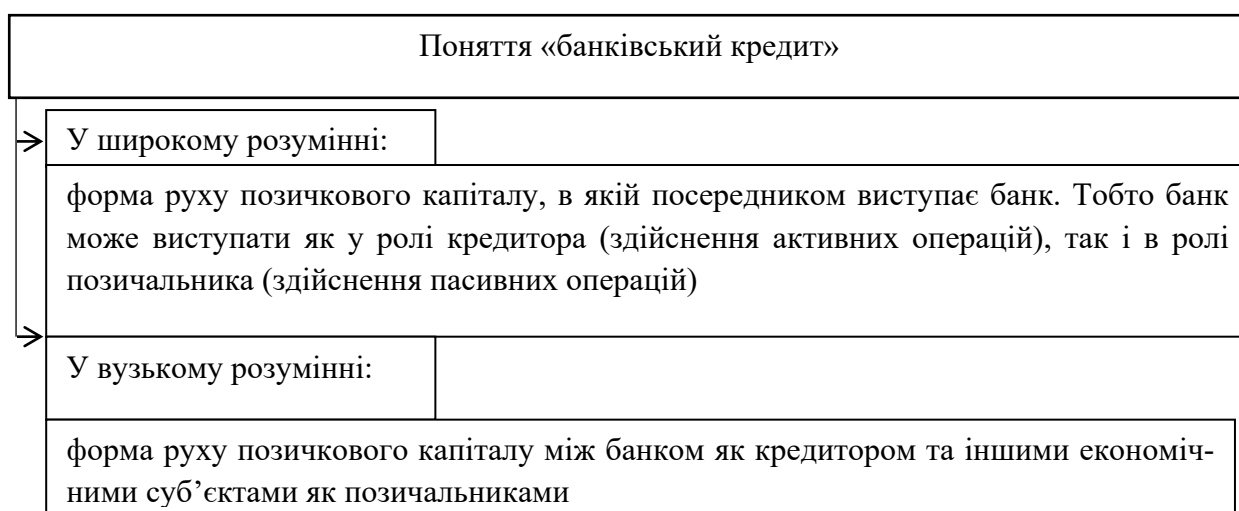 Поняття «банківський кредит»
У широкому розумінні:
форма руху позичкового капіталу, в якій посередником виступає банк. Тобто банк
може виступати як у ролі кредитора (здійснення активних операцій), так і в ролі
позичальника (здійснення пасивних операцій)
У вузькому розумінні:
форма руху позичкового капіталу між банком як кредитором та іншими економіч-
ними суб’єктами як позичальниками